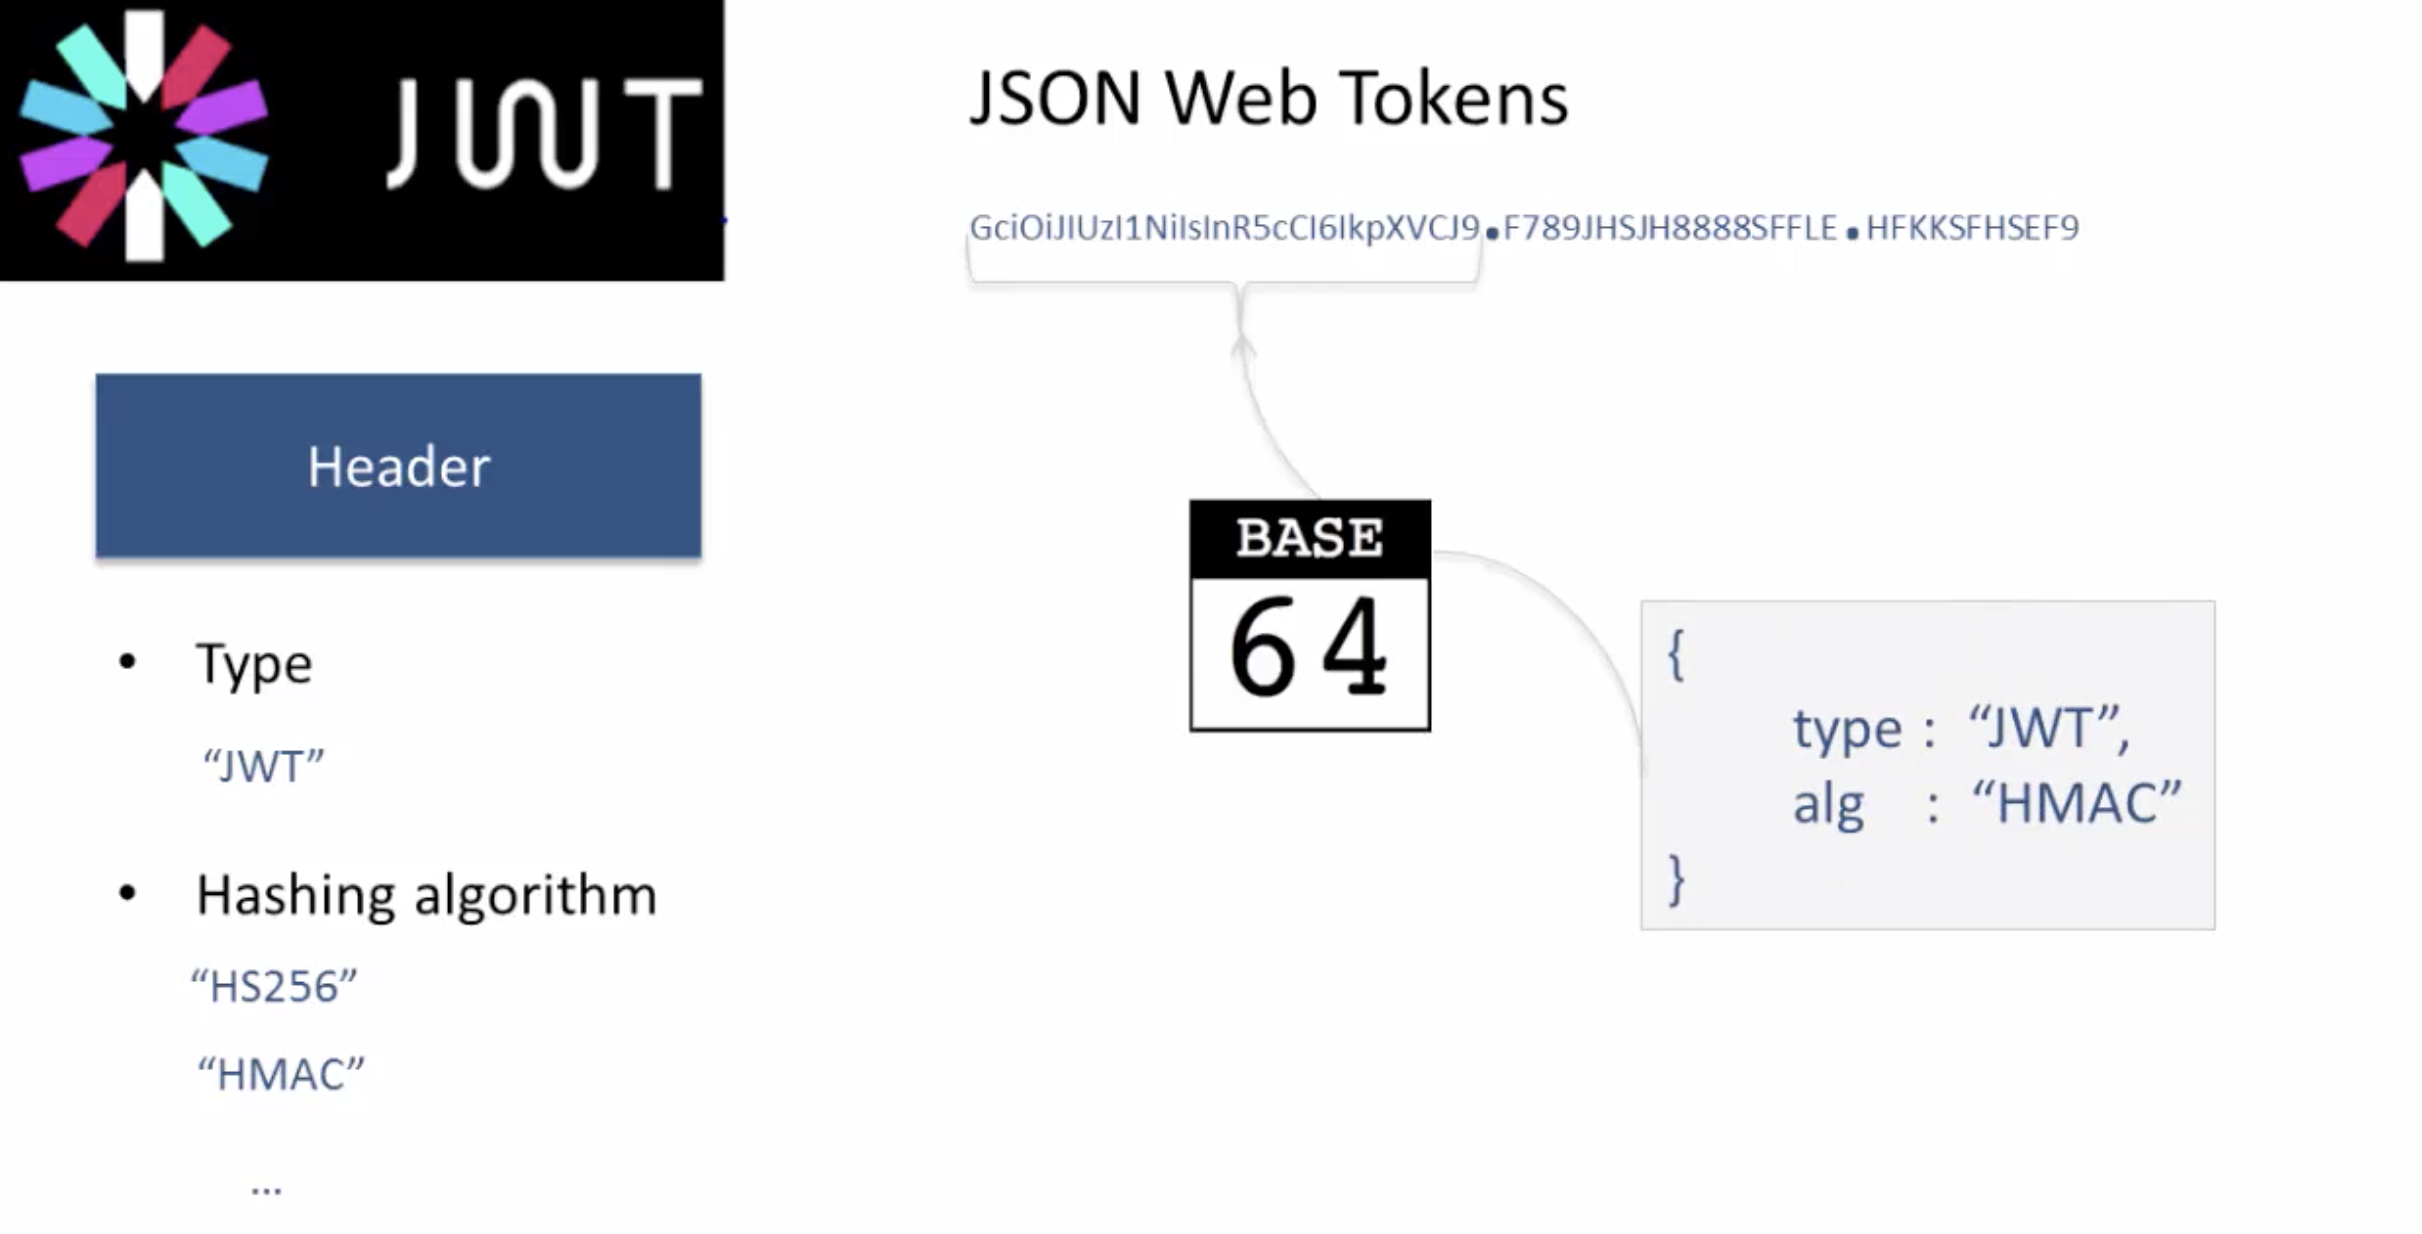 JWT
JSON Web Tokens
GciOiJIUzI1NiIsInR5cCI6IkpXVCJ9.F789JHSJH8888SFFLE.HFKKSFHSEF9
Header
• Type
“JWT”
• Hashing algorithm
“HS256”
“HMAC”
...
BASE
64
{
type : “JWT”,
alg : “HMAC”
}